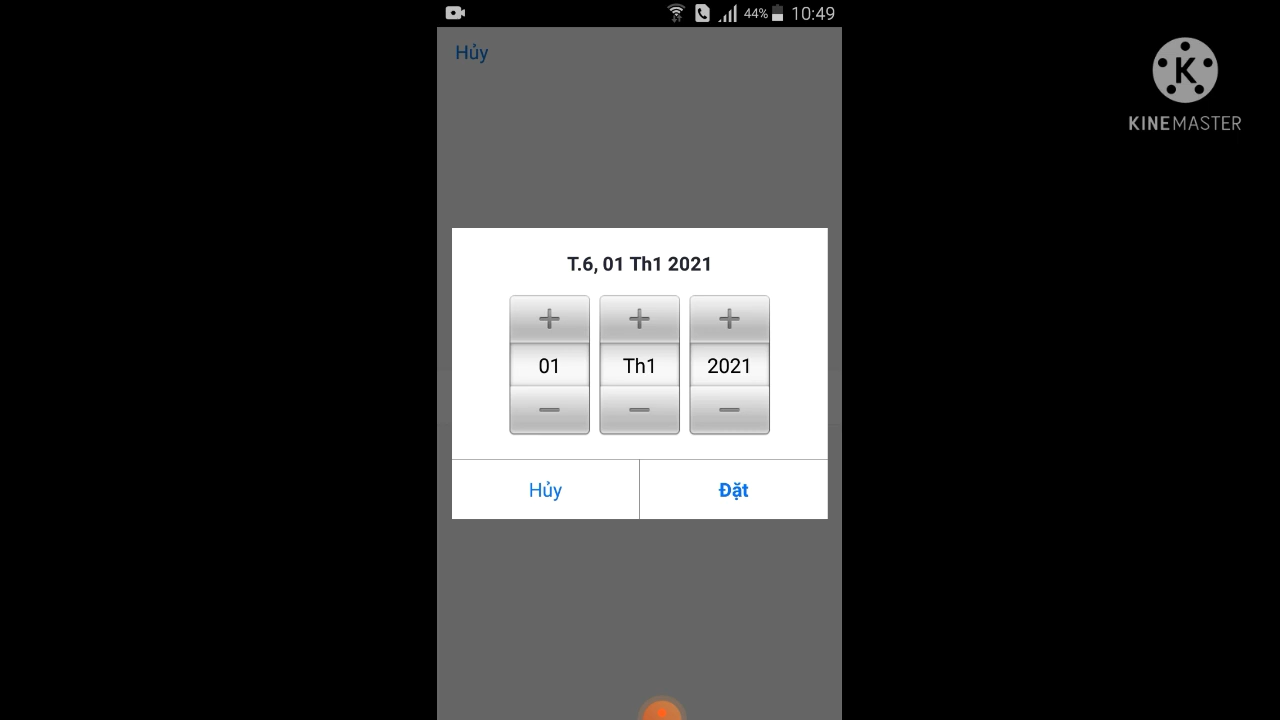 44% 10:49
Hủy
K
KINEMASTER
T.6, 01 Th1 2021
+ + +
01 Th1 2021
− − −
Hủy Đặt